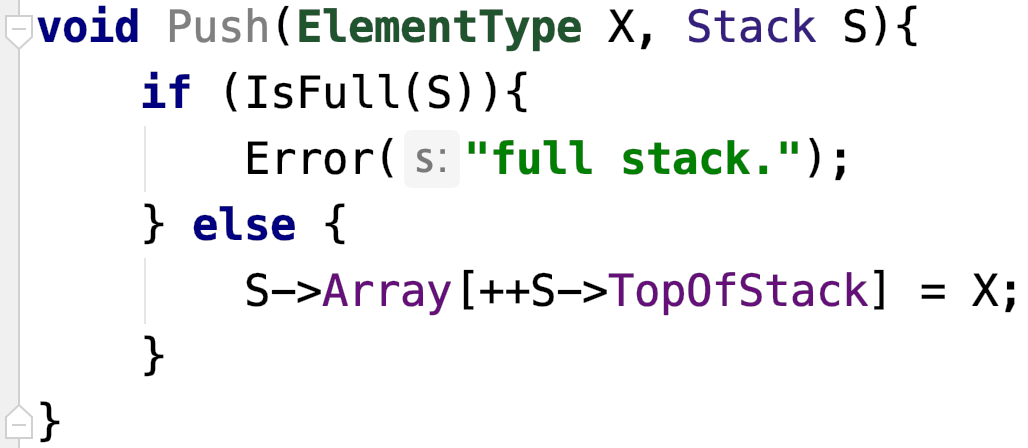 void Push(ElementType X, Stack S){
    if (IsFull(S)){
        Error( s: "full stack.");
    } else {
        S->Array[++S->TopOfStack] = X;
    }
}